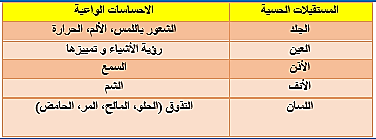 المستقبلات الحسية الاحساسات الواعية
الجلد الشعور باللمس، الألم، الحرارة
العين رؤية الأشياء و تمييزها
الأذن السمع
الأنف الشم
اللسان التذوق (الحلو، المالح، المر، الحامض)